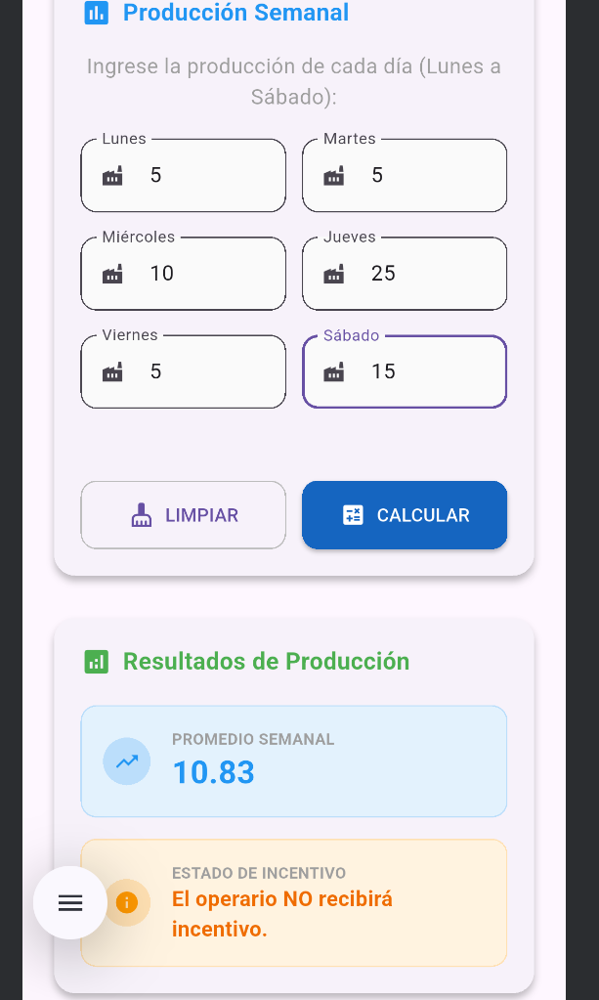 Producción Semanal
Ingrese la producción de cada día (Lunes a
Sábado):
Lunes
5
Martes
5
Miércoles
10
Jueves
25
Viernes
5
Sábado
15
LIMPIAR
CALCULAR
Resultados de Producción
PROMEDIO SEMANAL
10.83
ESTADO DE INCENTIVO
El operario NO recibirá
incentivo.